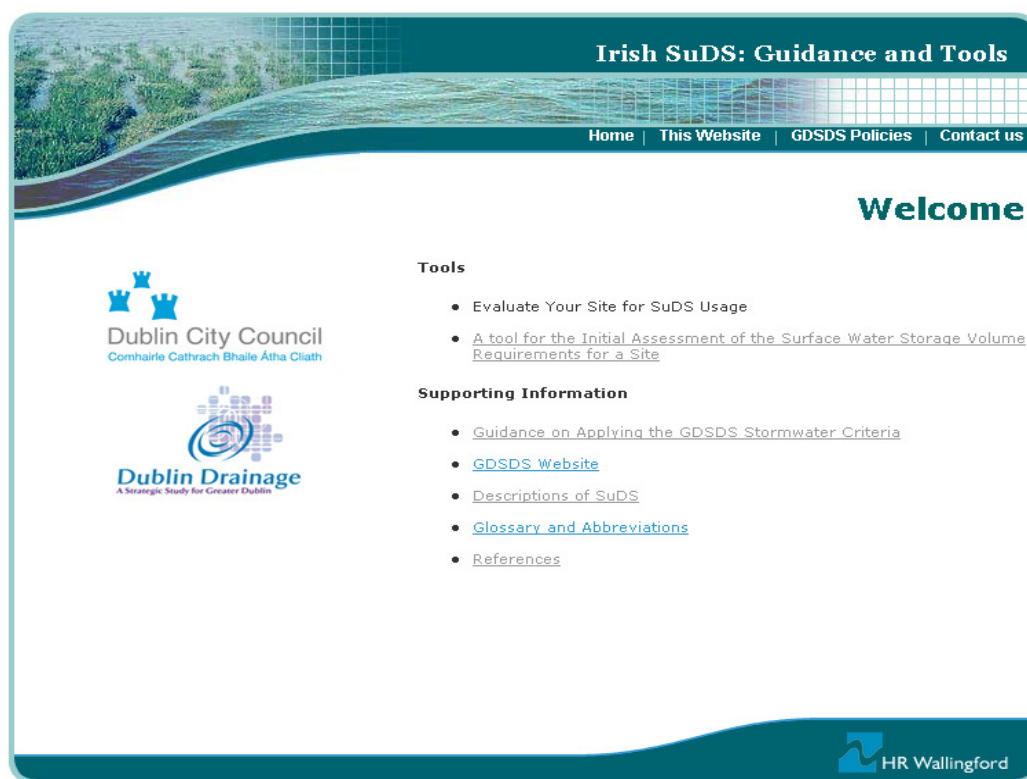 Irish SuDS: Guidance and Tools
Home | This Website | GDSDS Policies | Contact us
Welcome
Dublin City Council
Comhairle Cathrach Bhaile Átha Cliath
Dublin Drainage
A Strategic Study for Greater Dublin
Tools
Evaluate Your Site for SuDS Usage
A tool for the Initial Assessment of the Surface Water Storage Volume
Requirements for a Site
Supporting Information
Guidance on Applying the GDSDS Stormwater Criteria
GDSDS Website
Descriptions of SuDS
Glossary and Abbreviations
References
HR Wallingford